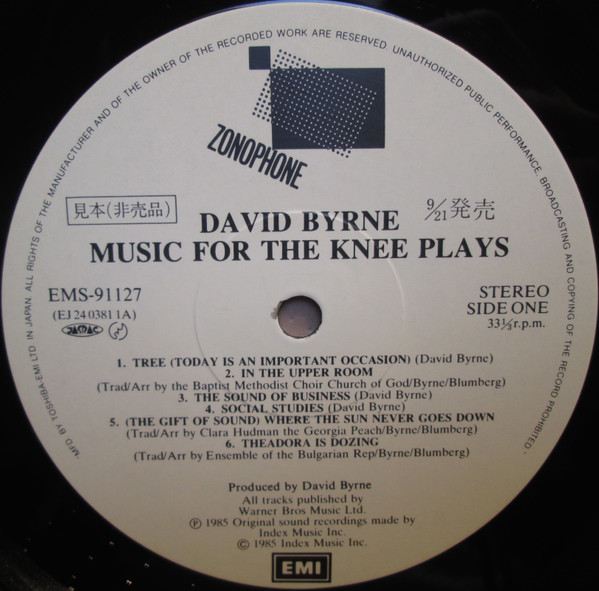 "MFD BY TOSHIBA-EMI LTD. IN JAPAN. ALL RIGHTS OF THE MANUFACTURER AND OF THE OWNER OF THE RECORDED WORK ARE RESERVED. UNAUTHORIZED PUBLIC PERFORMANCE, BROADCASTING AND COPYING OF THE RECORD PROHIBITED"
ZONOPHONE
見本(非売品)
9/21発売
DAVID BYRNE
MUSIC FOR THE KNEE PLAYS
EMS-91127
(EJ 24 0381 1A)
JASRAC
STEREO
SIDE ONE
33⅓r.p.m.
1. TREE (TODAY IS AN IMPORTANT OCCASION) (David Byrne)
2. IN THE UPPER ROOM
(Trad/Arr by the Baptist Methodist Choir Church of God/Byrne/Blumberg)
3. THE SOUND OF BUSINESS (David Byrne)
4. SOCIAL STUDIES (David Byrne)
5. (THE GIFT OF SOUND) WHERE THE SUN NEVER GOES DOWN
(Trad/Arr by Clara Hudman the Georgia Peach/Byrne/Blumberg)
6. THEADORA IS DOZING
(Trad/Arr by Ensemble of the Bulgarian Rep/Byrne/Blumberg)
Produced by David Byrne
All tracks published by
Warner Bros Music Ltd.
Ⓟ 1985 Original sound recordings made by
Index Music Inc.
© 1985 Index Music Inc.
EMI